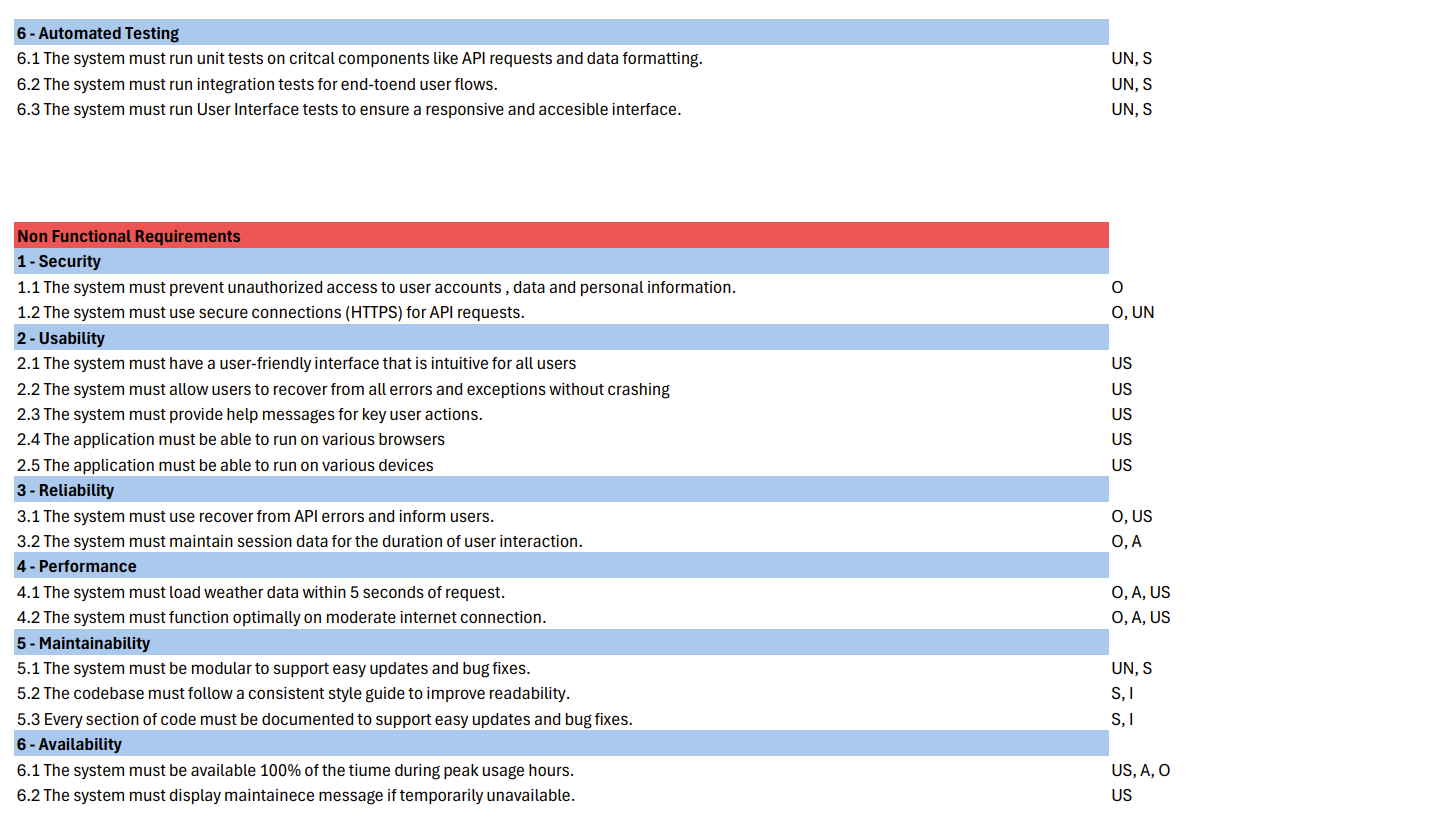 6 - Automated Testing
6.1 The system must run unit tests on critcal components like API requests and data formatting. UN, S
6.2 The system must run integration tests for end-toend user flows. UN, S
6.3 The system must run User Interface tests to ensure a responsive and accesible interface. UN, S
Non Functional Requirements
1 - Security
1.1 The system must prevent unauthorized access to user accounts , data and personal information. O
1.2 The system must use secure connections (HTTPS) for API requests. O, UN
2 - Usability
2.1 The system must have a user-friendly interface that is intuitive for all users US
2.2 The system must allow users to recover from all errors and exceptions without crashing US
2.3 The system must provide help messages for key user actions. US
2.4 The application must be able to run on various browsers US
2.5 The application must be able to run on various devices US
3 - Reliability
3.1 The system must use recover from API errors and inform users. O, US
3.2 The system must maintain session data for the duration of user interaction. O, A
4 - Performance
4.1 The system must load weather data within 5 seconds of request. O, A, US
4.2 The system must function optimally on moderate internet connection. O, A, US
5 - Maintainability
5.1 The system must be modular to support easy updates and bug fixes. UN, S
5.2 The codebase must follow a consistent style guide to improve readability. S, I
5.3 Every section of code must be documented to support easy updates and bug fixes. S, I
6 - Availability
6.1 The system must be available 100% of the tiume during peak usage hours. US, A, O
6.2 The system must display maintainece message if temporarily unavailable. US